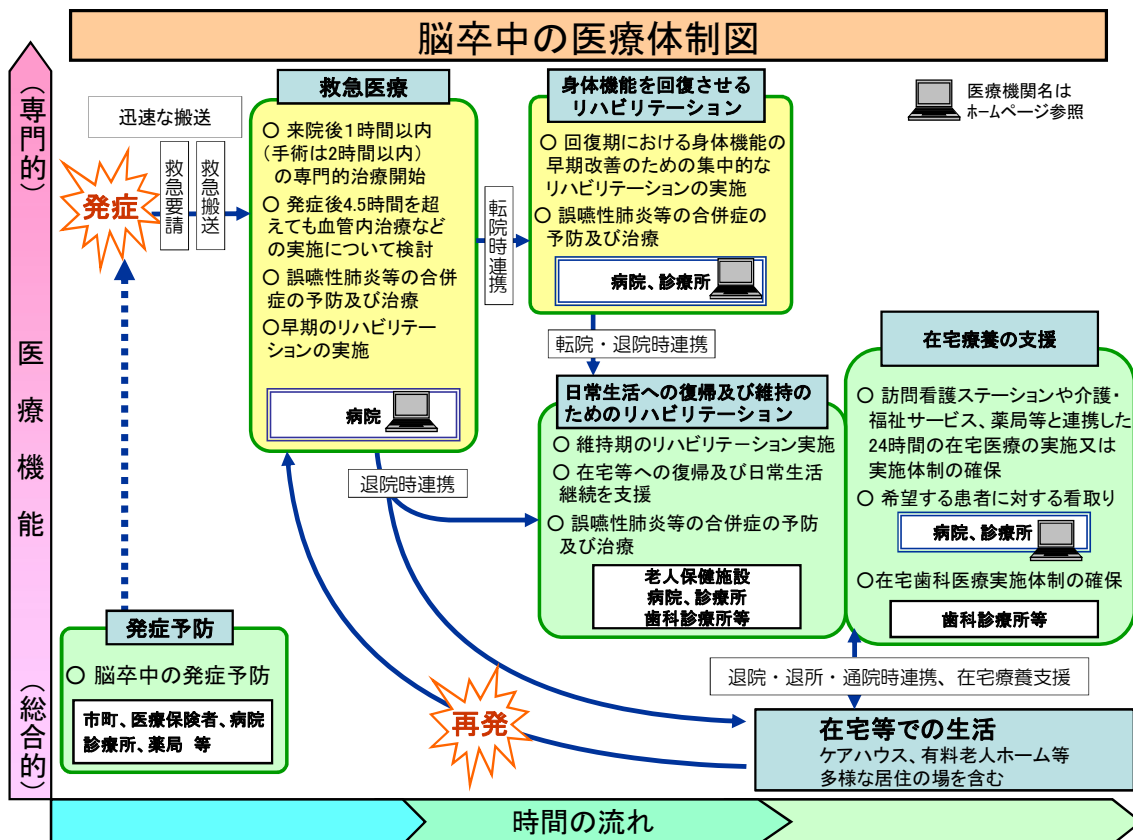 脳卒中の医療体制図
(専門的)
医療機能
(総合的)
迅速な搬送
発症
救急要請
救急搬送
救急医療
○ 来院後1時間以内
(手術は2時間以内)
の専門的治療開始
○ 発症後4.5時間を超
えても血管内治療など
の実施について検討
○ 誤嚥性肺炎等の合併
症の予防及び治療
○早期のリハビリテー
ションの実施
病院
転院時連携
身体機能を回復させる
リハビリテーション
○ 回復期における身体機能の
早期改善のための集中的な
リハビリテーションの実施
○ 誤嚥性肺炎等の合併症の
予防及び治療
病院、診療所
医療機関名は
ホームページ参照
転院・退院時連携
退院時連携
日常生活への復帰及び維持の
ためのリハビリテーション
○ 維持期のリハビリテーション実施
○ 在宅等への復帰及び日常生活
継続を支援
○ 誤嚥性肺炎等の合併症の予防
及び治療
老人保健施設
病院、診療所
歯科診療所等
在宅療養の支援
○ 訪問看護ステーションや介護・
福祉サービス、薬局等と連携した
24時間の在宅医療の実施又は
実施体制の確保
○ 希望する患者に対する看取り
病院、診療所
○在宅歯科医療実施体制の確保
歯科診療所等
発症予防
○ 脳卒中の発症予防
市町、医療保険者、病院
診療所、薬局 等
再発
退院・退所・通院時連携、在宅療養支援
在宅等での生活
ケアハウス、有料老人ホーム等
多様な居住の場を含む
時間の流れ